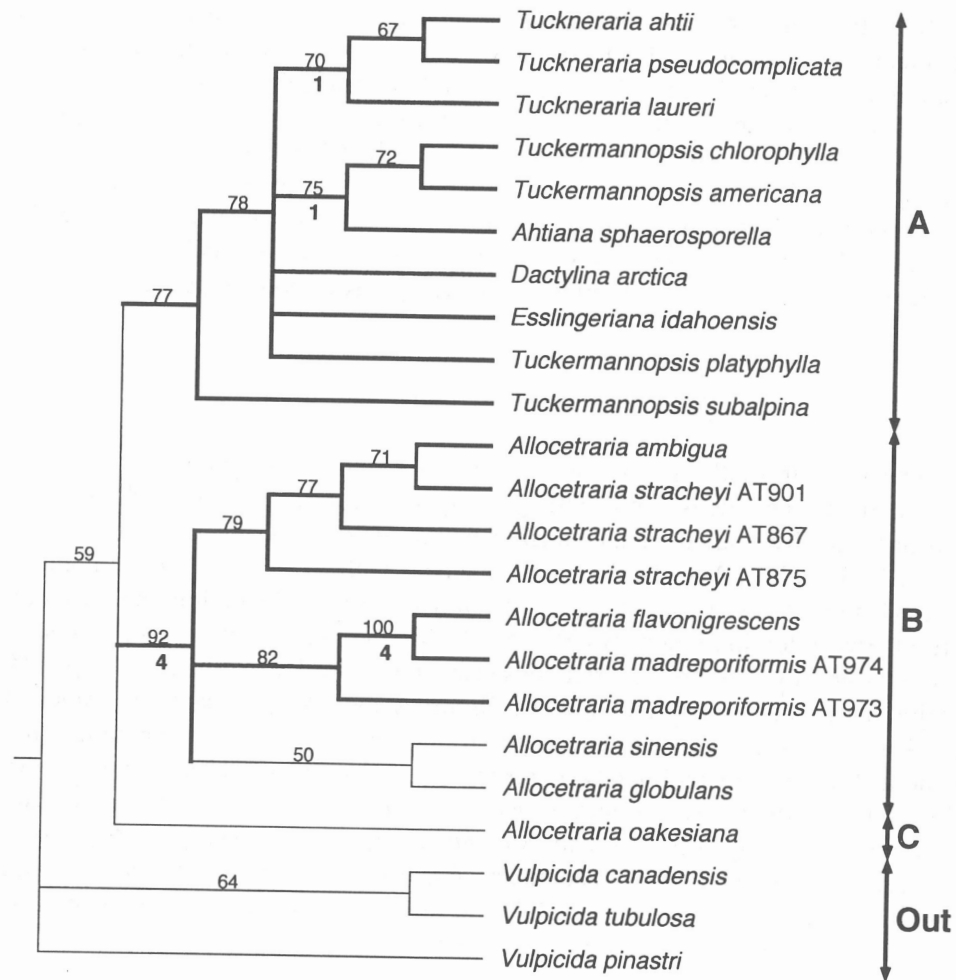 67
Tuckneraria ahtii
70
1
Tuckneraria pseudocomplicata
Tuckneraria laureri
72
Tuckermannopsis chlorophylla
75
1
Tuckermannopsis americana
78
Ahtiana sphaerosporella
A
Dactylina arctica
77
Esslingeriana idahoensis
Tuckermannopsis platyphylla
Tuckermannopsis subalpina
71
Allocetraria ambigua
77
Allocetraria stracheyi AT901
79
Allocetraria stracheyi AT867
59
Allocetraria stracheyi AT875
B
100
4
Allocetraria flavonigrescens
92
4
82
Allocetraria madreporiformis AT974
Allocetraria madreporiformis AT973
50
Allocetraria sinensis
Allocetraria globulans
Allocetraria oakesiana
C
64
Vulpicida canadensis
Vulpicida tubulosa
Out
Vulpicida pinastri